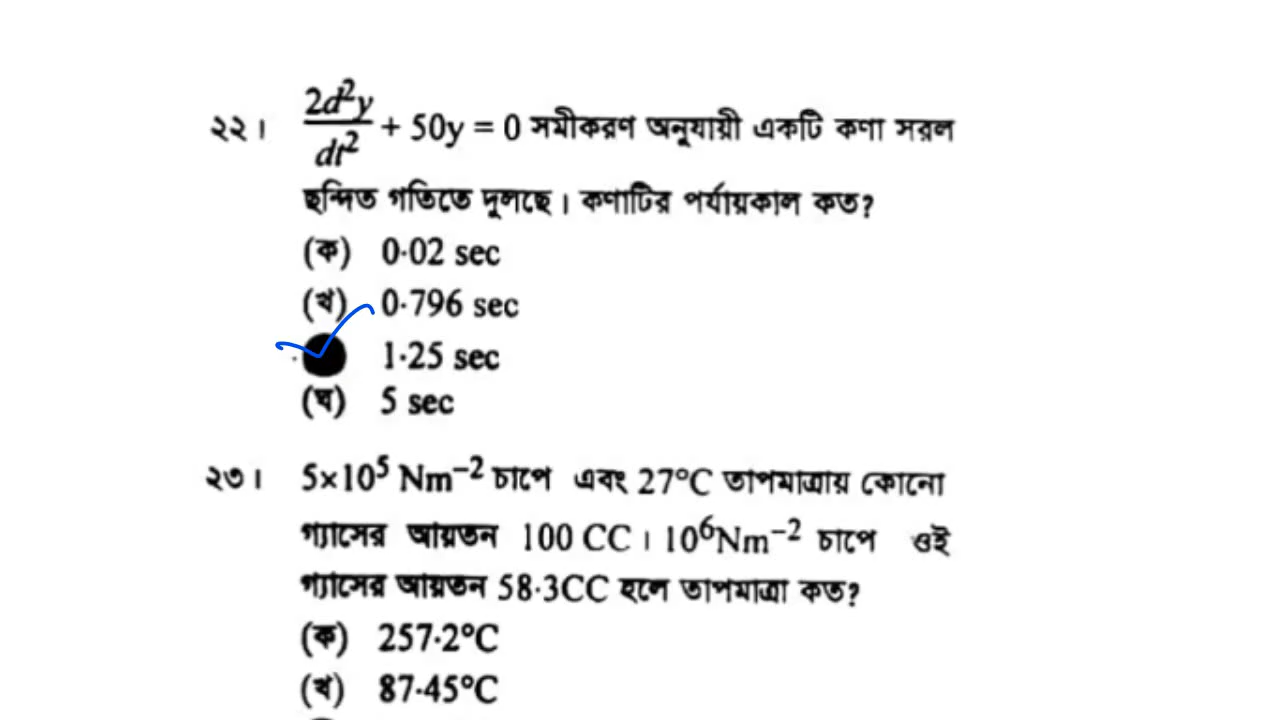 ২২। 2d²y/dt² + 50y = 0 সমীকরণ অনুযায়ী একটি কণা সরল
ছন্দিত গতিতে দুলছে। কণাটির পর্যায়কাল কত?
(ক) 0·02 sec
(খ) 0·796 sec
1·25 sec
(ঘ) 5 sec
২৩। 5×10⁵ Nm⁻² চাপে এবং 27°C তাপমাত্রায় কোনো
গ্যাসের আয়তন 100 CC। 10⁶Nm⁻² চাপে ওই
গ্যাসের আয়তন 58·3CC হলে তাপমাত্রা কত?
(ক) 257·2°C
(খ) 87·45°C